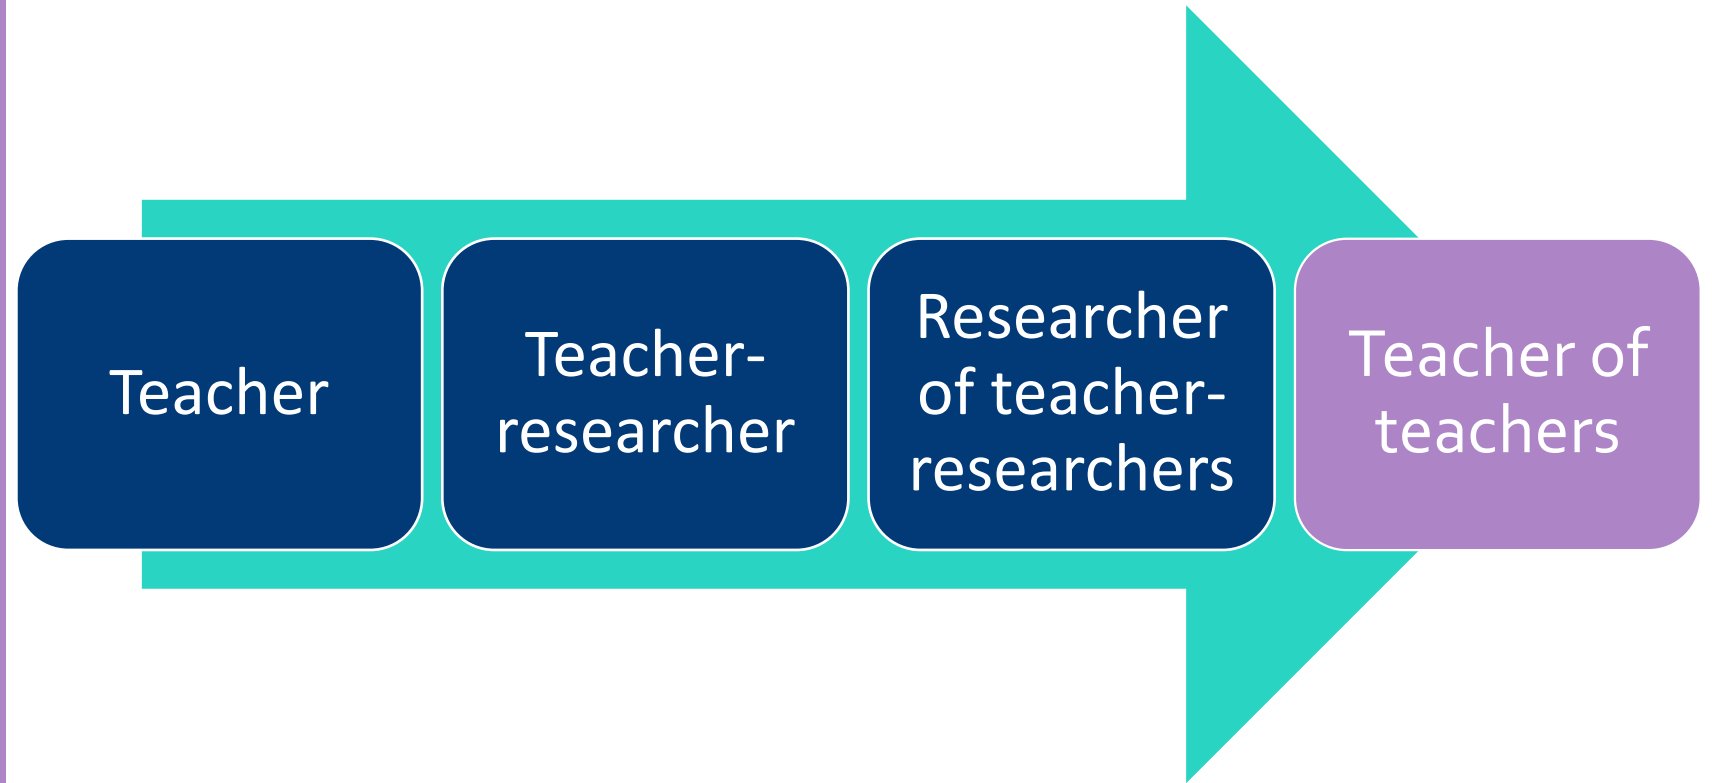 Teacher
Teacher-
researcher
Researcher
of teacher-
researchers
Teacher of
teachers